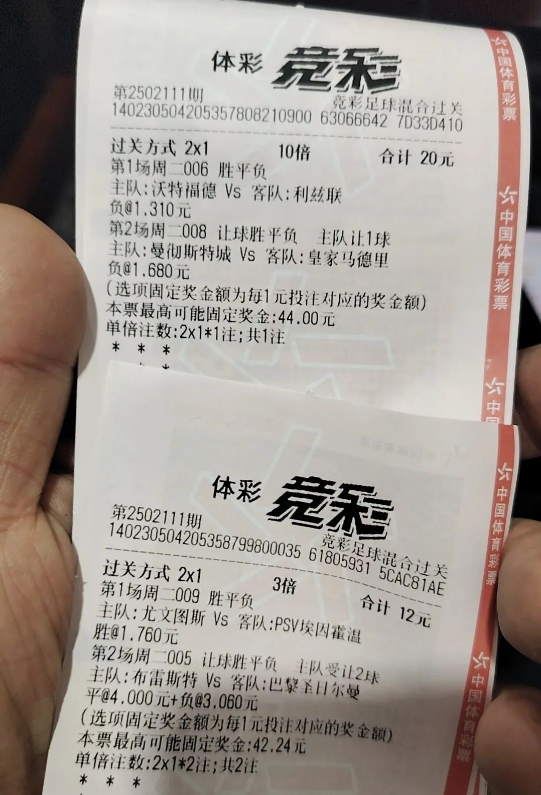 体彩 竞彩
竞彩足球混合过关
第2502111期
140230504205357808210900 63066642 7D33D410
过关方式 2x1 10倍 合计 20元
第1场周二006 胜平负
主队:沃特福德 Vs 客队:利兹联
负@1.310元
第2场周二008 让球胜平负 主队让1球
主队:曼彻斯特城 Vs 客队:皇家马德里
负@1.680元
(选项固定奖金额为每1元投注对应的奖金额)
本票最高可能固定奖金:44.00元
单倍注数:2x1*1注;共1注
* * *
中国体育彩票
中国体育彩票
中国
体彩 竞彩
竞彩足球混合过关
第2502111期
140230504205358799800035 61805931 5CAC81AE
过关方式 2x1 3倍 合计 12元
第1场周二009 胜平负
主队:尤文图斯 Vs 客队:PSV埃因霍温
胜@1.760元
第2场周二005 让球胜平负 主队受让2球
主队:布雷斯特 Vs 客队:巴黎圣日尔曼
平@4.000元+负@3.060元
(选项固定奖金额为每1元投注对应的奖金额)
本票最高可能固定奖金:42.24元
单倍注数:2x1*2注;共2注
* * *
中国体育彩票
中国体育彩票